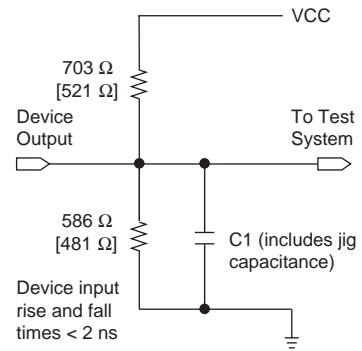 VCC
703 Ω
[521 Ω]
Device
Output
To Test
System
586 Ω
[481 Ω]
C1 (includes jig
capacitance)
Device input
rise and fall
times < 2 ns